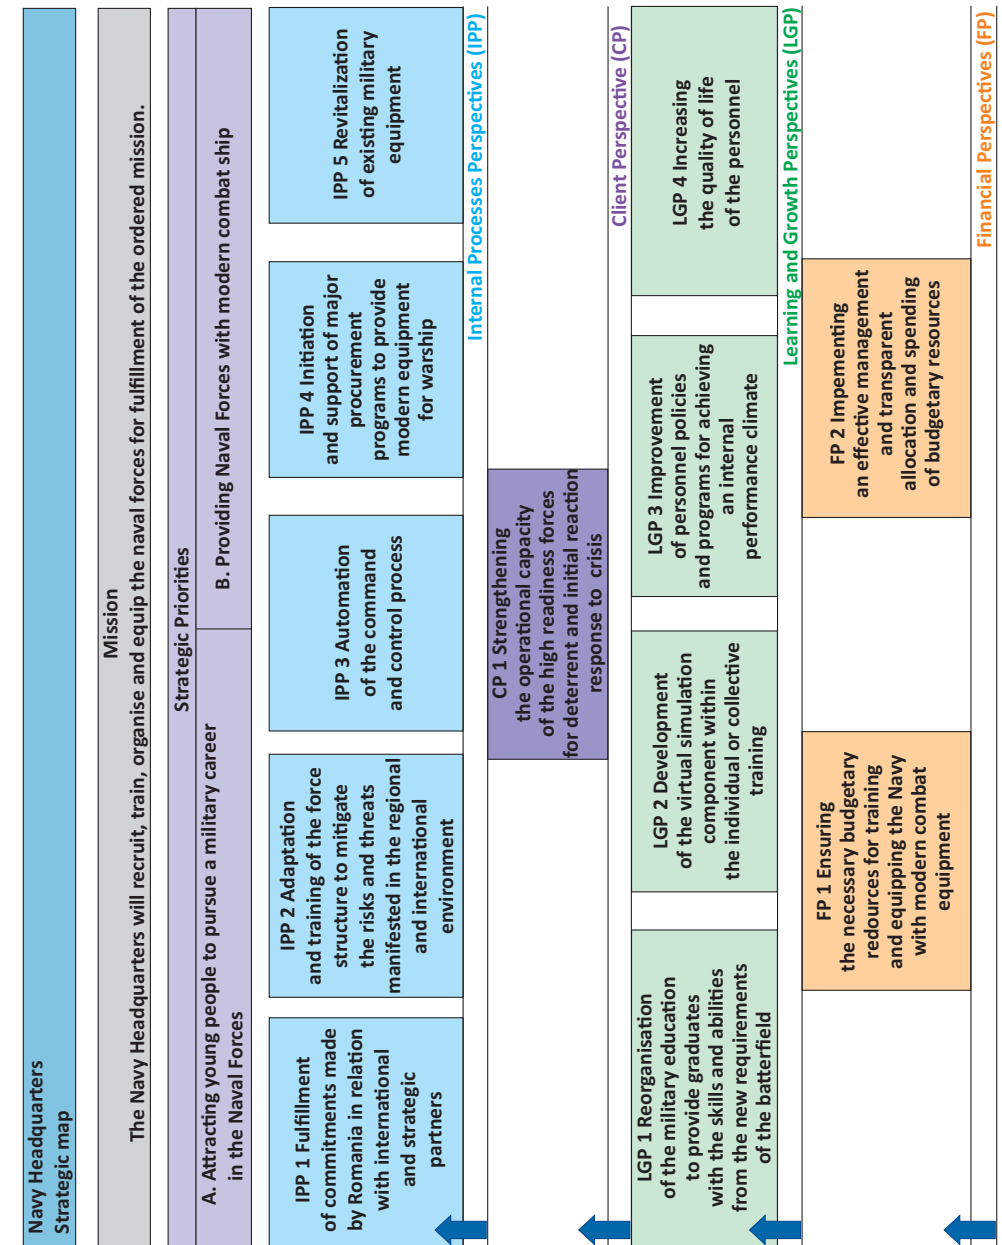 Navy Headquarters
Strategic map
Mission
The Navy Headquarters will recruit, train, organise and equip the naval forces for fulfillment of the ordered mission.
Strategic Priorities
A. Attracting young people to pursue a military career
in the Naval Forces
B. Providing Naval Forces with modern combat ship
IPP 1 Fulfillment
of commitments made
by Romania in relation
with international
and strategic
partners
IPP 2 Adaptation
and training of the force
structure to mitigate
the risks and threats
manifested in the regional
and international
environment
IPP 3 Automation
of the command
and control process
IPP 4 Initiation
and support of major
procurement
programs to provide
modern equipment
for warship
IPP 5 Revitalization
of existing military
equipment
Internal Processes Perspectives (IPP)
CP 1 Strengthening
the operational capacity
of the high readiness forces
for deterrent and initial reaction
response to crisis
Client Perspective (CP)
LGP 1 Reorganisation
of the military education
to provide graduates
with the skills and abilities
from the new requirements
of the batterfield
LGP 2 Development
of the virtual simulation
component within
the individual or collective
training
LGP 3 Improvement
of personnel policies
and programs for achieving
an internal
performance climate
LGP 4 Increasing
the quality of life
of the personnel
Learning and Growth Perspectives (LGP)
FP 1 Ensuring
the necessary budgetary
redources for training
and equipping the Navy
with modern combat
equipment
FP 2 Impementing
an effective management
and transparent
allocation and spending
of budgetary resources
Financial Perspectives (FP)